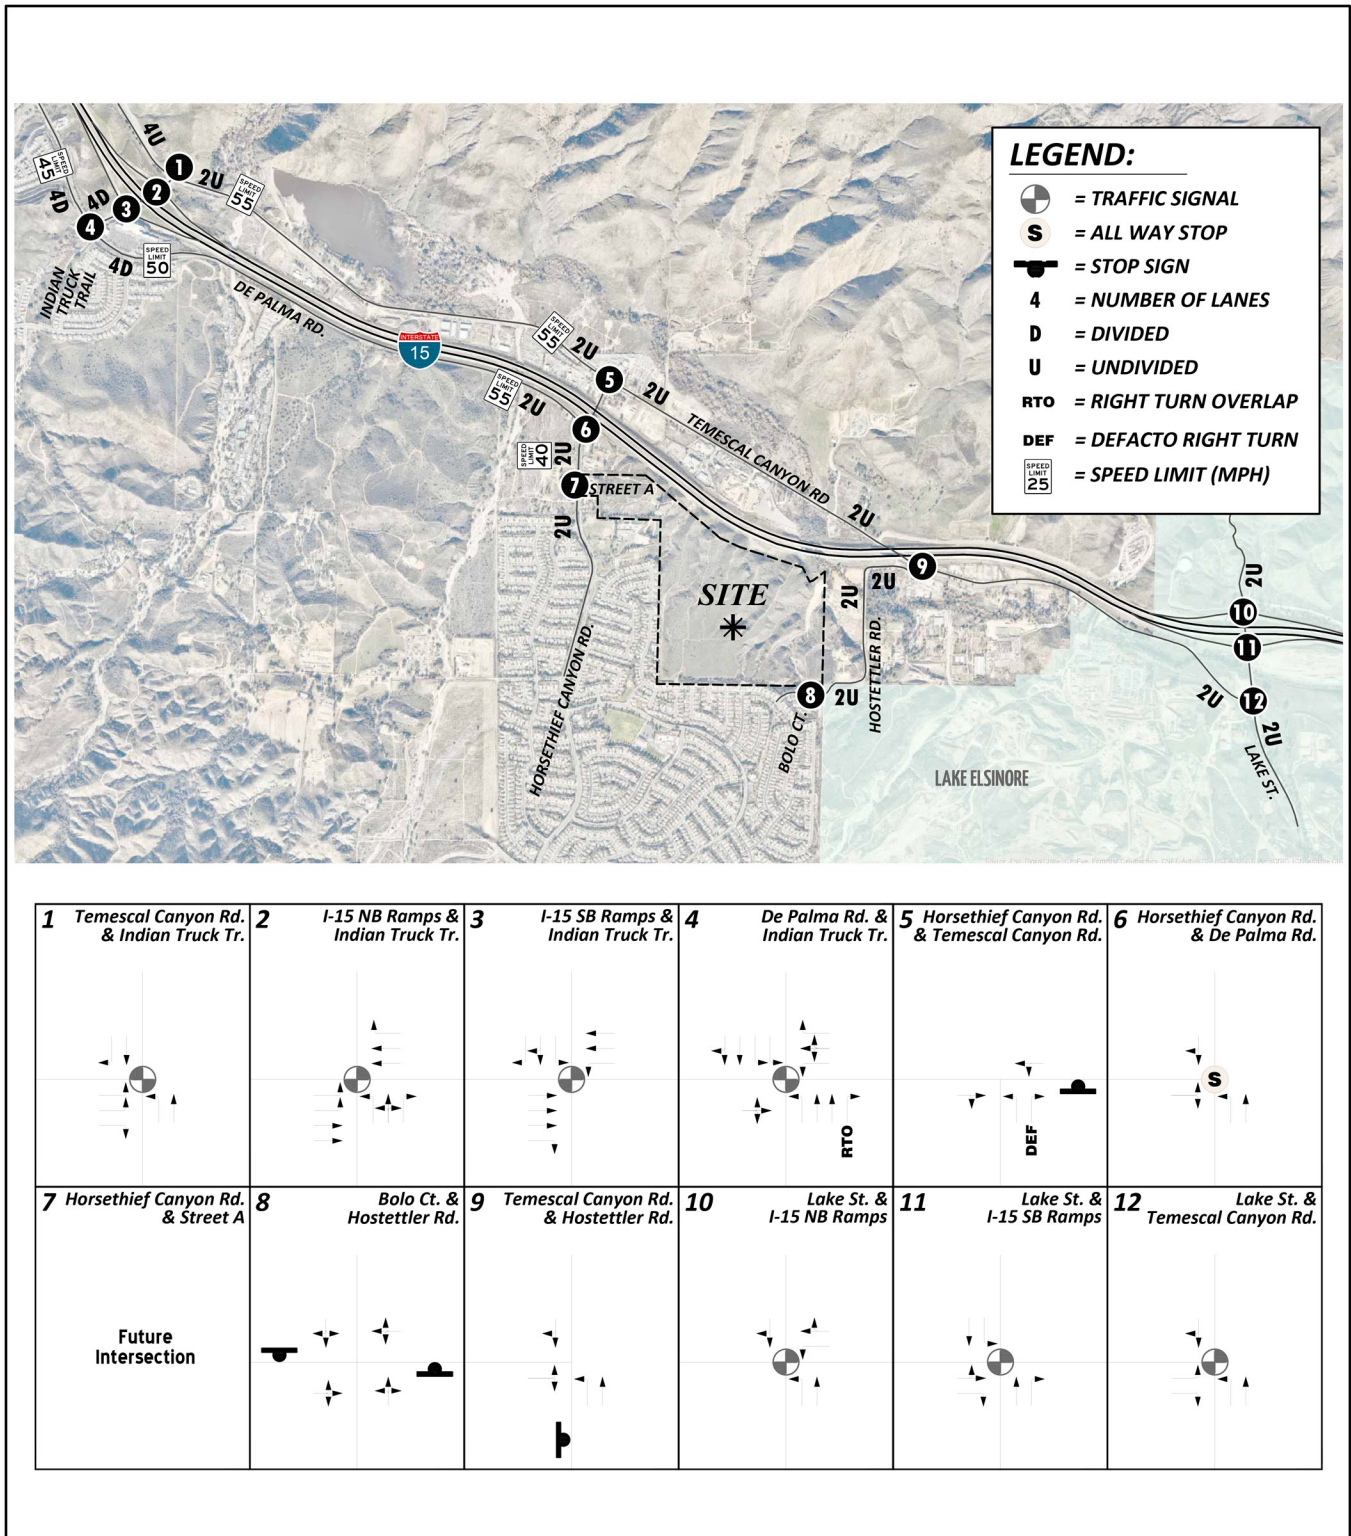 4U
1
2U
SPEED LIMIT 55
SPEED LIMIT 45
4D
4D
2
3
4
4D
SPEED LIMIT 50
INDIAN
TRUCK
TRAIL
DE PALMA RD.
INTERSTATE
15
SPEED LIMIT 55
2U
SPEED LIMIT 55
2U
5
2U
TEMESCAL CANYON RD
6
SPEED LIMIT 40
2U
7
STREET A
2U
2U
9
2U
2U
SITE
HORSETHIEF CANYON RD.
HOSTETTLER RD.
8
2U
BOLO CT.
LAKE ELSINORE
2U
10
11
12
2U
2U
LAKE ST.
LEGEND:
= TRAFFIC SIGNAL
S = ALL WAY STOP
= STOP SIGN
4 = NUMBER OF LANES
D = DIVIDED
U = UNDIVIDED
RTO = RIGHT TURN OVERLAP
DEF = DEFACTO RIGHT TURN
SPEED LIMIT 25 = SPEED LIMIT (MPH)
1 Temescal Canyon Rd.
& Indian Truck Tr.
2 I-15 NB Ramps &
Indian Truck Tr.
3 I-15 SB Ramps &
Indian Truck Tr.
4 De Palma Rd. &
Indian Truck Tr.
RTO
5 Horsethief Canyon Rd.
& Temescal Canyon Rd.
DEF
6 Horsethief Canyon Rd.
& De Palma Rd.
S
7 Horsethief Canyon Rd.
& Street A
Future
Intersection
8 Bolo Ct. &
Hostettler Rd.
9 Temescal Canyon Rd.
& Hostettler Rd.
10 Lake St. &
I-15 NB Ramps
11 Lake St. &
I-15 SB Ramps
12 Lake St. &
Temescal Canyon Rd.